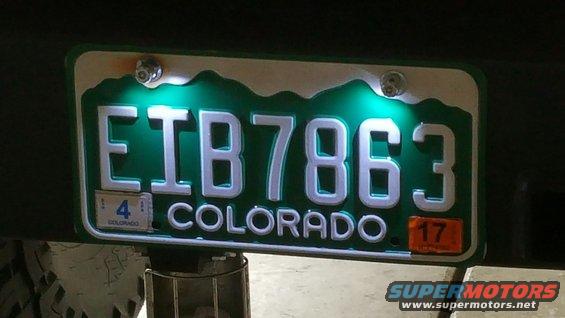 EIB7863
4
COLORADO
COLORADO
17
SUPERMOTORS
www.supermotors.net